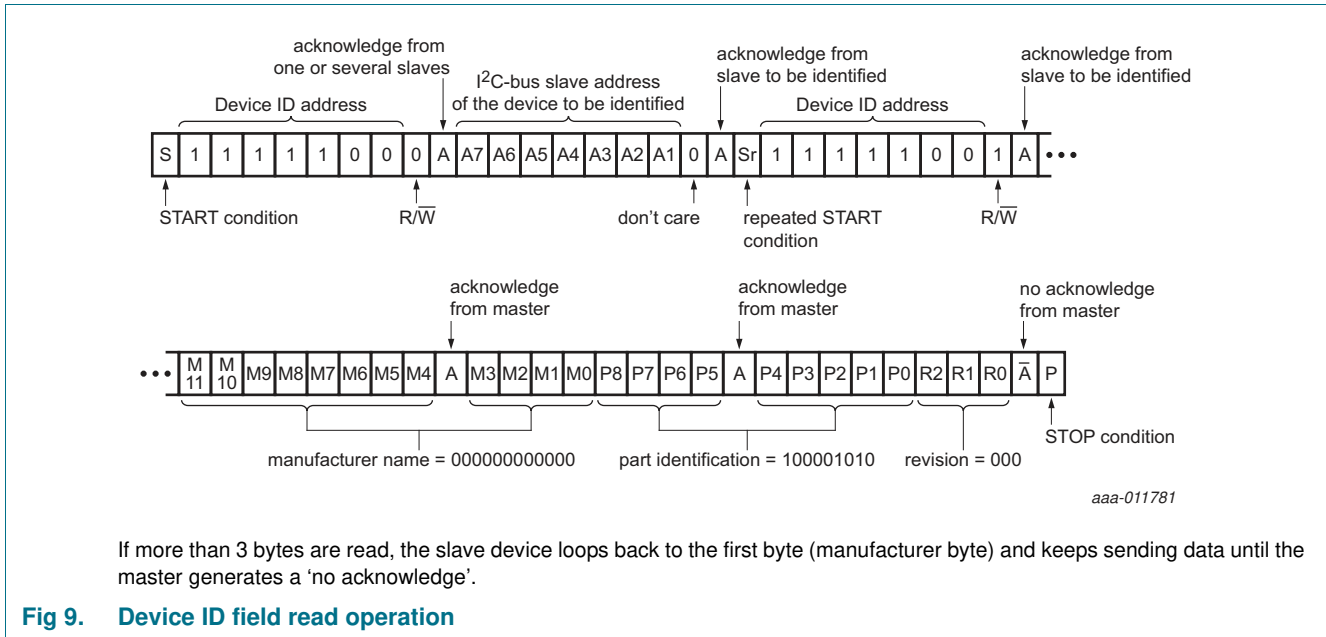 acknowledge from
one or several slaves
I²C-bus slave address
of the device to be identified
acknowledge from
slave to be identified
acknowledge from
slave to be identified
Device ID address
Device ID address
S 1 1 1 1 1 0 0 0 A A7 A6 A5 A4 A3 A2 A1 0 A Sr 1 1 1 1 1 0 0 1 A •••
START condition
R/W̅
don't care
repeated START
condition
R/W̅
acknowledge
from master
acknowledge
from master
no acknowledge
from master
••• M11 M10 M9 M8 M7 M6 M5 M4 A M3 M2 M1 M0 P8 P7 P6 P5 A P4 P3 P2 P1 P0 R2 R1 R0 A̅ P
STOP condition
manufacturer name = 000000000000
part identification = 100001010
revision = 000
aaa-011781
If more than 3 bytes are read, the slave device loops back to the first byte (manufacturer byte) and keeps sending data until the
master generates a ‘no acknowledge’.
Fig 9. Device ID field read operation